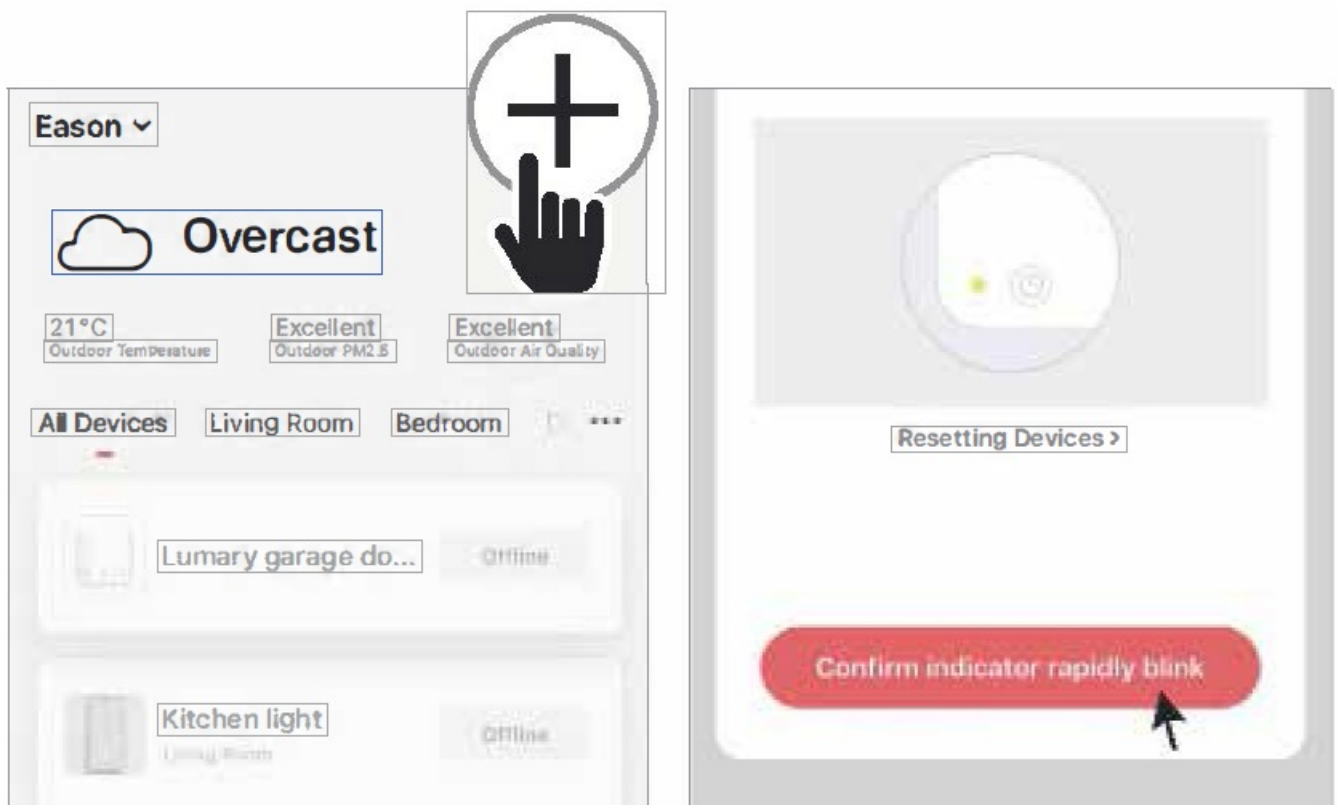 Eason
Overcast
21°C Excellent Excellent
Outdoor Temperature Outdoor PM2.5 Outdoor Air Quality
All Devices Living Room Bedroom ...
Lumary garage do... Offline
Kitchen light Offline
Living Room
Resetting Devices >
Confirm indicator rapidly blink